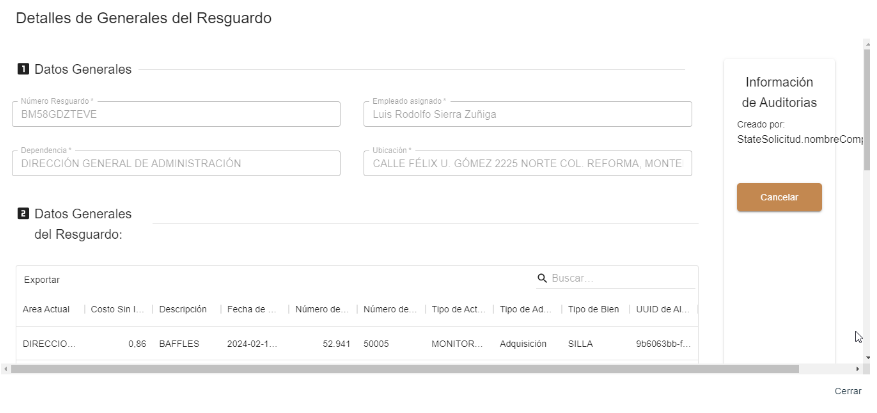 Detalles de Generales del Resguardo
1 Datos Generales
Número Resguardo *
BM58GDZTEVE
Empleado asignado *
Luis Rodolfo Sierra Zuñiga
Dependencia *
DIRECCIÓN GENERAL DE ADMINISTRACIÓN
Ubicación *
CALLE FÉLIX U. GÓMEZ 2225 NORTE COL. REFORMA, MONTE
2 Datos Generales
del Resguardo:
Exportar
Buscar...
Area Actual Costo Sin I... Descripción Fecha de ... Número de... Número de... Tipo de Act... Tipo de Ad... Tipo de Bien UUID de Al...
DIRECCIO... 0,86 BAFFLES 2024-02-1... 52.941 50005 MONITOR... Adquisición SILLA 9b6063bb-f...
Información
de Auditorias
Creado por:
StateSolicitud.nombreComp
Cancelar
Cerrar